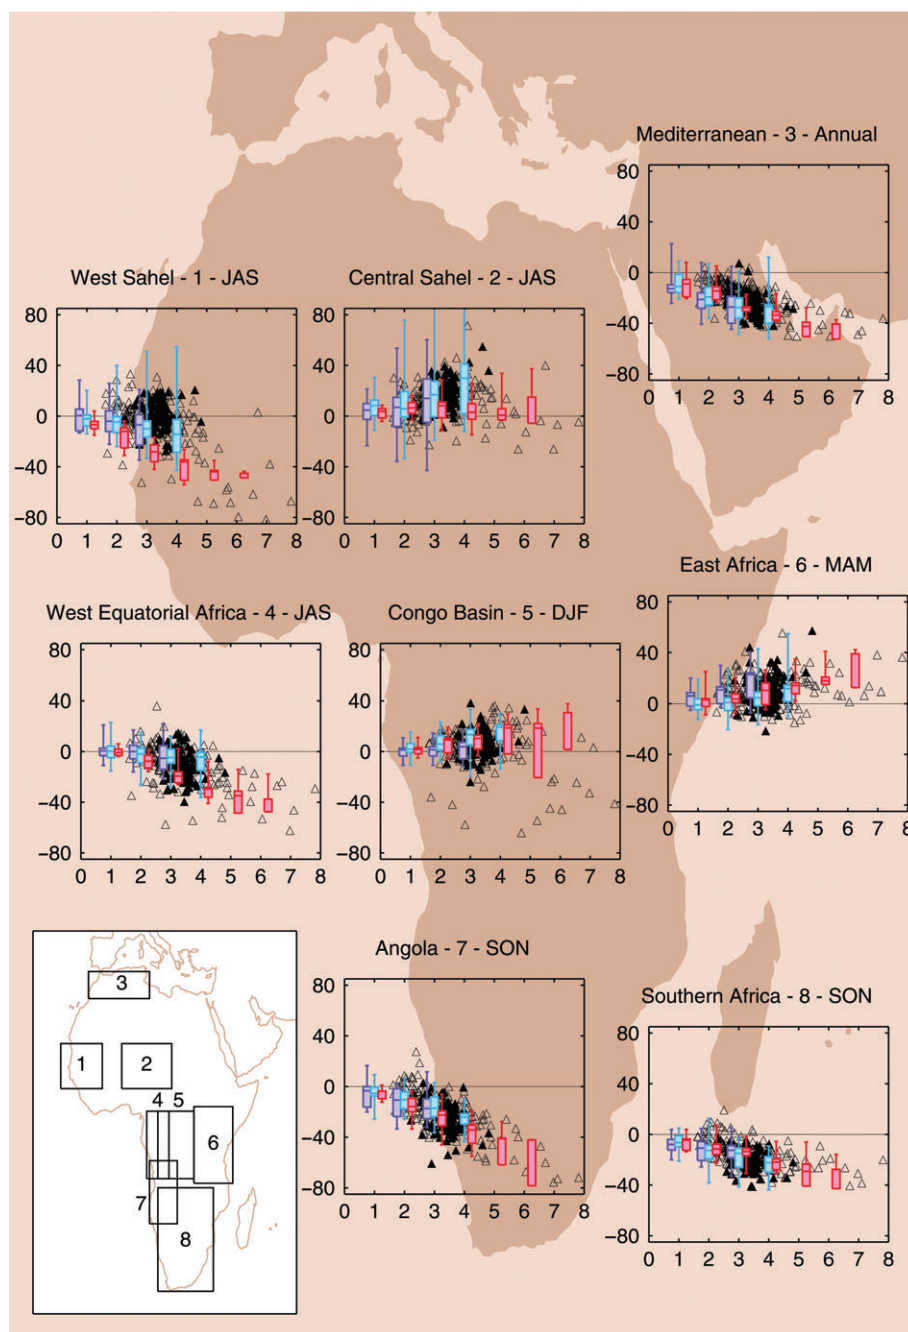 Mediterranean - 3 - Annual
80
40
0
−40
−80
0 1 2 3 4 5 6 7 8
West Sahel - 1 - JAS
80
40
0
−40
−80
0 1 2 3 4 5 6 7 8
Central Sahel - 2 - JAS
80
40
0
−40
−80
0 1 2 3 4 5 6 7 8
East Africa - 6 - MAM
80
40
0
−40
−80
0 1 2 3 4 5 6 7 8
West Equatorial Africa - 4 - JAS
80
40
0
−40
−80
0 1 2 3 4 5 6 7 8
Congo Basin - 5 - DJF
80
40
0
−40
−80
0 1 2 3 4 5 6 7 8
Angola - 7 - SON
80
40
0
−40
−80
0 1 2 3 4 5 6 7 8
Southern Africa - 8 - SON
80
40
0
−40
−80
0 1 2 3 4 5 6 7 8
3
1 2
4 5
6
7
8